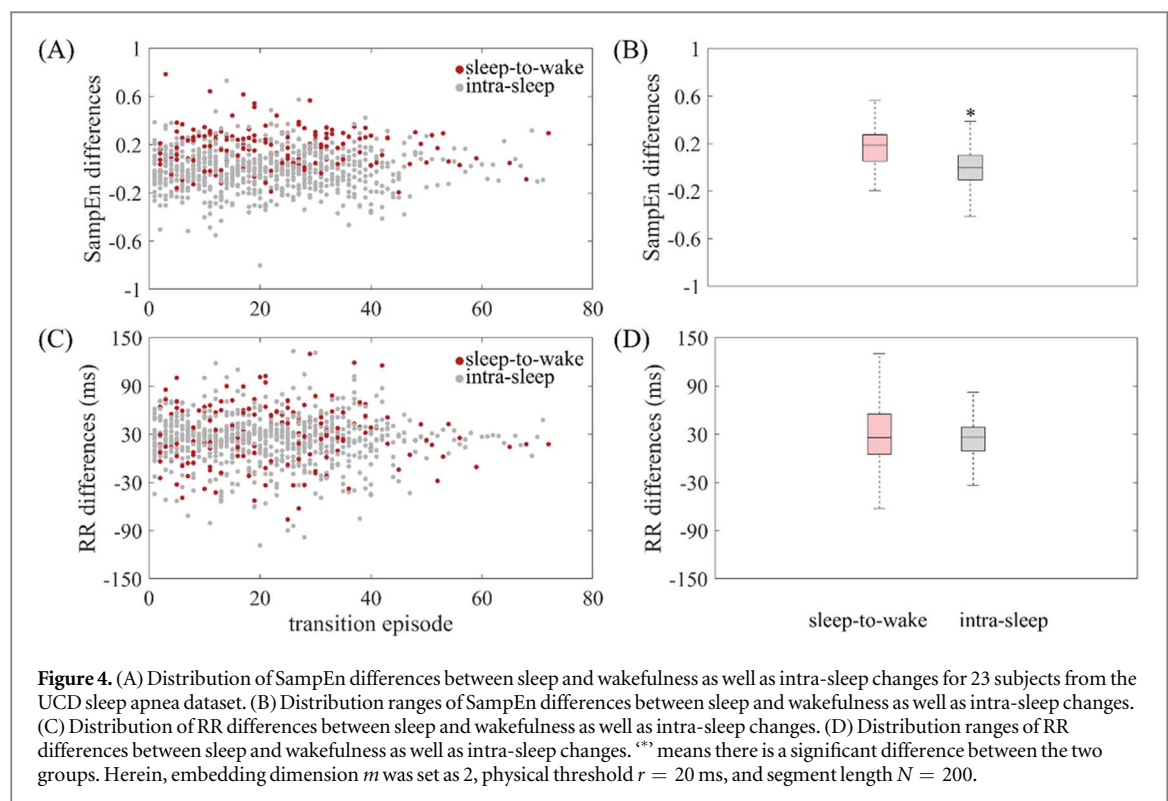 (A)
SampEn differences
1
0.6
0.2
-0.2
-0.6
-1
sleep-to-wake
intra-sleep
0 20 40 60 80
(B)
SampEn differences
1
0.6
0.2
-0.2
-0.6
-1
*
(C)
RR differences (ms)
150
90
30
-30
-90
-150
sleep-to-wake
intra-sleep
0 20 40 60 80
transition episode
(D)
RR differences (ms)
150
90
30
-30
-90
-150
sleep-to-wake intra-sleep
Figure 4. (A) Distribution of SampEn differences between sleep and wakefulness as well as intra-sleep changes for 23 subjects from the
UCD sleep apnea dataset. (B) Distribution ranges of SampEn differences between sleep and wakefulness as well as intra-sleep changes.
(C) Distribution of RR differences between sleep and wakefulness as well as intra-sleep changes. (D) Distribution ranges of RR
differences between sleep and wakefulness as well as intra-sleep changes. ‘*’ means there is a significant difference between the two
groups. Herein, embedding dimension m was set as 2, physical threshold r = 20 ms, and segment length N = 200.